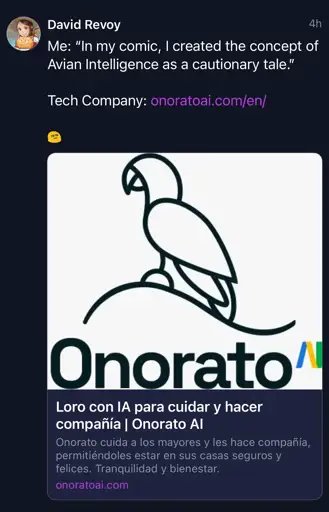 David Revoy
4h
Me: “In my comic, I created the concept of
Avian Intelligence as a cautionary tale.”
Tech Company: onoratoai.com/en/
Onorato AI
Loro con IA para cuidar y hacer
compañía | Onorato AI
Onorato cuida a los mayores y les hace compañía,
permitiéndoles estar en sus casas seguros y
felices. Tranquilidad y bienestar.
onoratoai.com